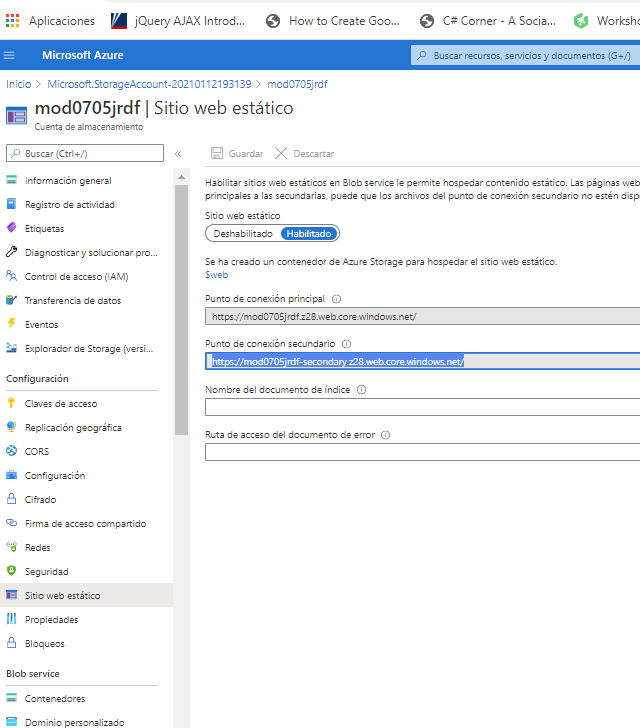 Aplicaciones jQuery AJAX Introd... How to Create Goo... C# Corner - A Socia... Worksho
Microsoft Azure Buscar recursos, servicios y documentos (G+/)
Inicio > Microsoft.StorageAccount-20210112193139 > mod0705jrdf
mod0705jrdf | Sitio web estático
Cuenta de almacenamiento
Buscar (Ctrl+/) «
Guardar Descartar
Información general
Registro de actividad
Etiquetas
Diagnosticar y solucionar pro...
Control de acceso (IAM)
Transferencia de datos
Eventos
Explorador de Storage (versi...
Configuración
Claves de acceso
Replicación geográfica
CORS
Configuración
Cifrado
Firma de acceso compartido
Redes
Seguridad
Sitio web estático
Propiedades
Bloqueos
Blob service
Contenedores
Dominio personalizado
Habilitar sitios web estáticos en Blob service le permite hospedar contenido estático. Las páginas web
principales a las secundarias, puede que los archivos del punto de conexión secundario no estén dispo
Sitio web estático
Deshabilitado Habilitado
Se ha creado un contenedor de Azure Storage para hospedar el sitio web estático.
$web
Punto de conexión principal
https://mod0705jrdf.z28.web.core.windows.net/
Punto de conexión secundario
https://mod0705jrdf-secondary.z28.web.core.windows.net/
Nombre del documento de índice
Ruta de acceso del documento de error